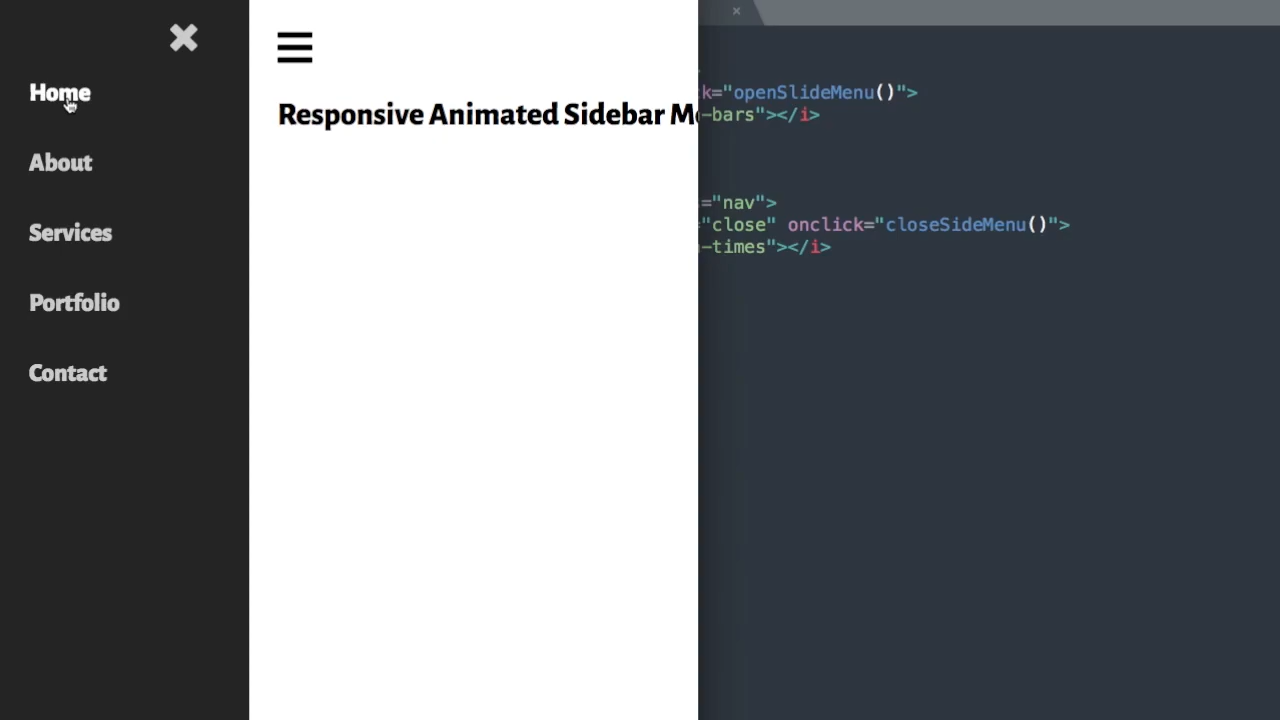 Home
About
Services
Portfolio
Contact
Responsive Animated Sidebar M
k="openSlideMenu()">
-bars"></i>
="nav">
"close" onclick="closeSideMenu()">
-times"></i>